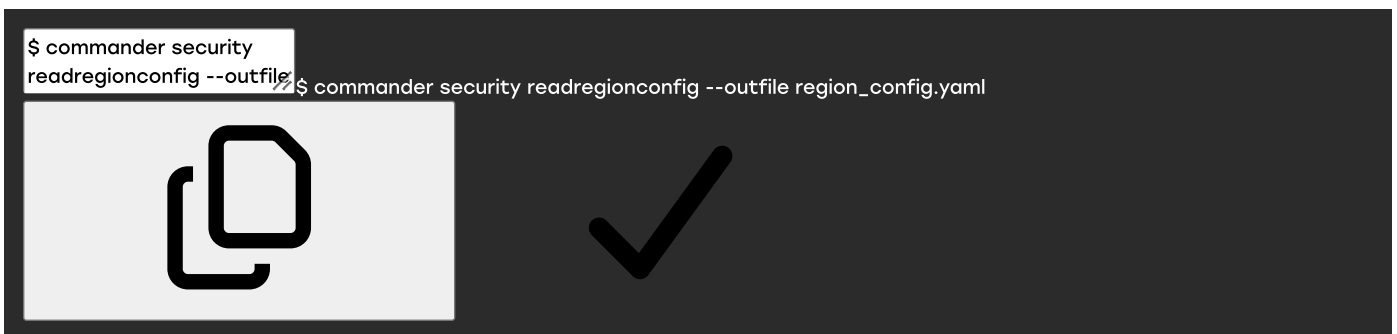 $ commander security
readregionconfig --outfile
$ commander security readregionconfig --outfile region_config.yaml